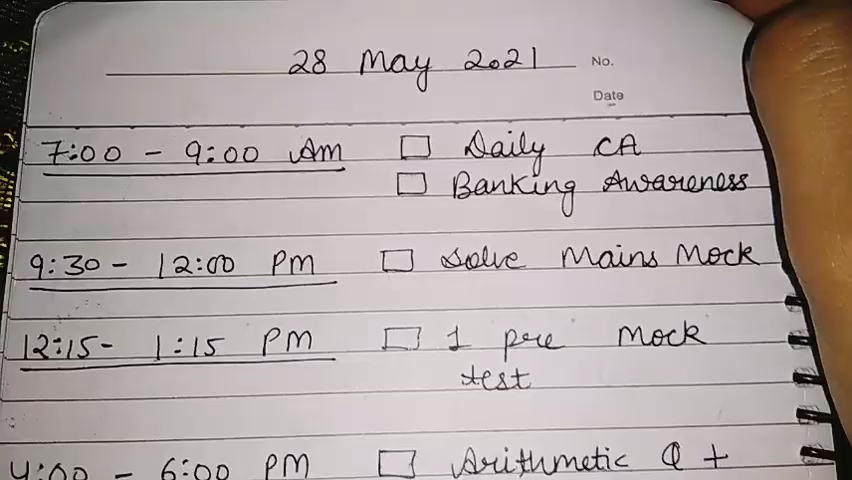 28 May 2021
No.
Date
7:00 - 9:00 AM Daily CA
Banking Awareness
9:30 - 12:00 PM Solve Mains Mock
12:15- 1:15 PM 1 pre Mock
test
4:00 - 6:00 PM Arithmetic Q +